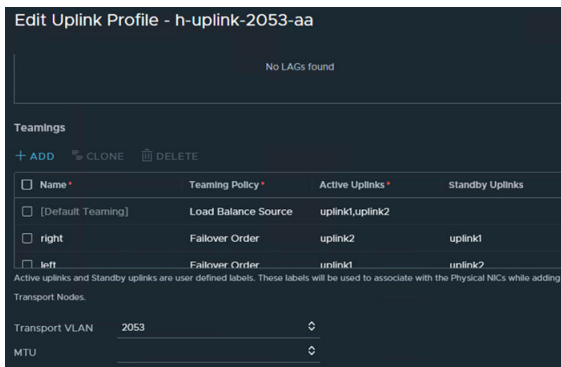 Edit Uplink Profile - h-uplink-2053-aa
No LAGs found
Teamings
+ ADD CLONE DELETE
Name* Teaming Policy* Active Uplinks* Standby Uplinks
[Default Teaming] Load Balance Source uplink1,uplink2
right Failover Order uplink2 uplink1
left Failover Order uplink1 uplink2
Active uplinks and Standby uplinks are user defined labels. These labels will be used to associate with the Physical NICs while adding
Transport Nodes.
Transport VLAN 2053
MTU